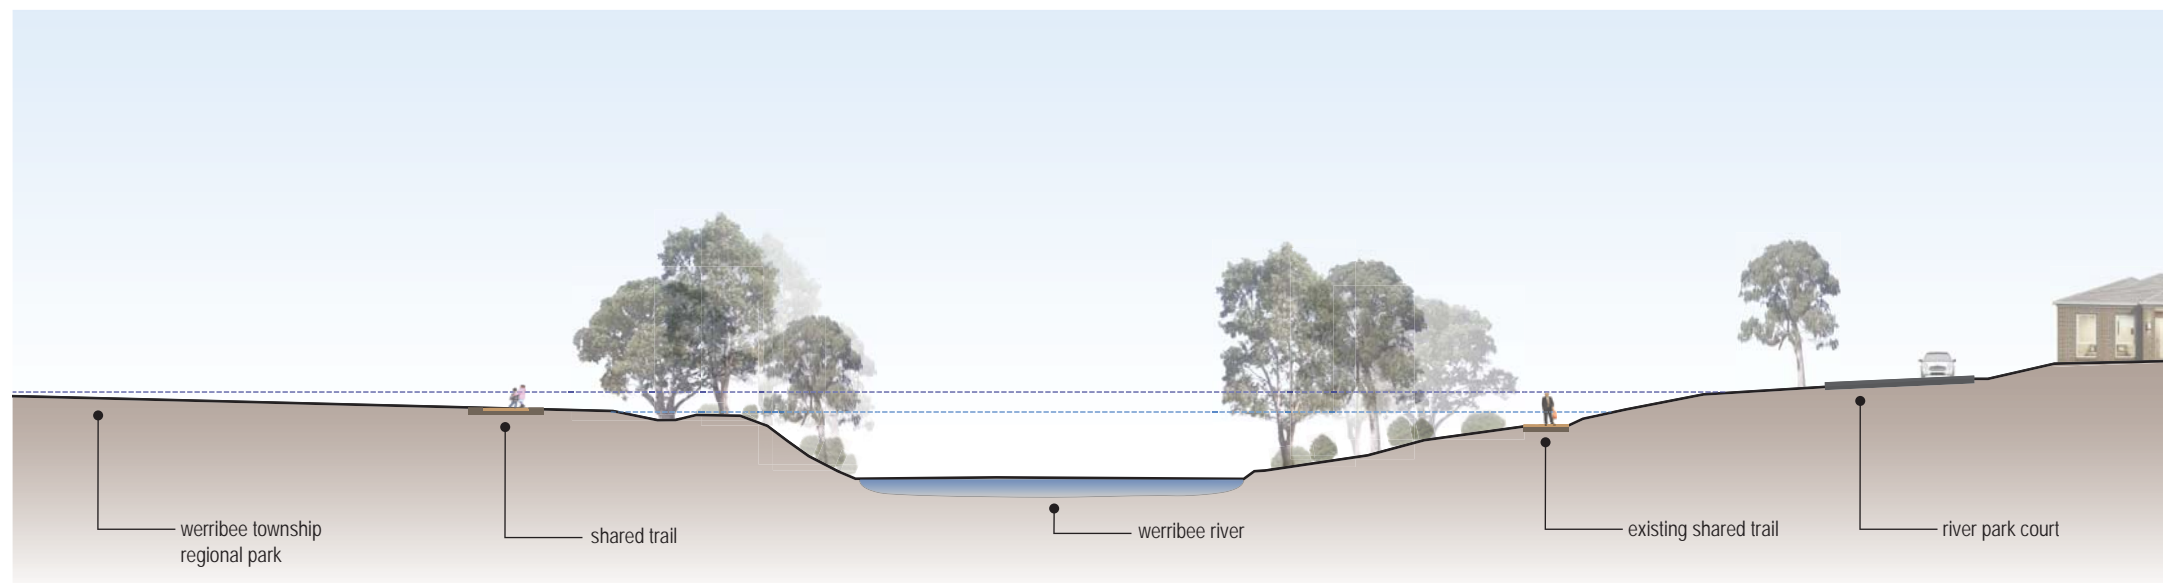 werribee township
regional park
shared trail
werribee river
existing shared trail
river park court